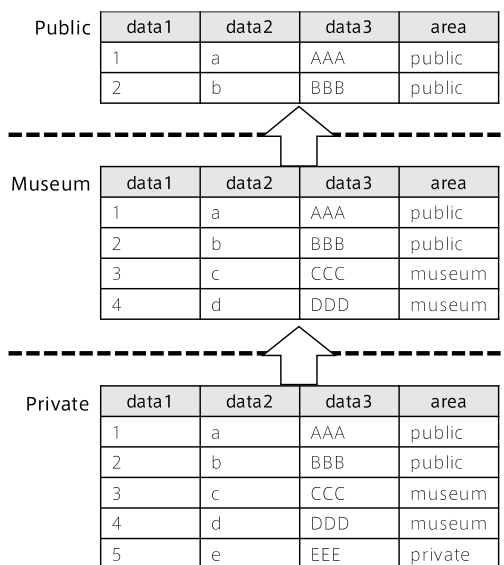 Public data1 data2 data3 area
1 a AAA public
2 b BBB public
Museum data1 data2 data3 area
1 a AAA public
2 b BBB public
3 c CCC museum
4 d DDD museum
Private data1 data2 data3 area
1 a AAA public
2 b BBB public
3 c CCC museum
4 d DDD museum
5 e EEE private